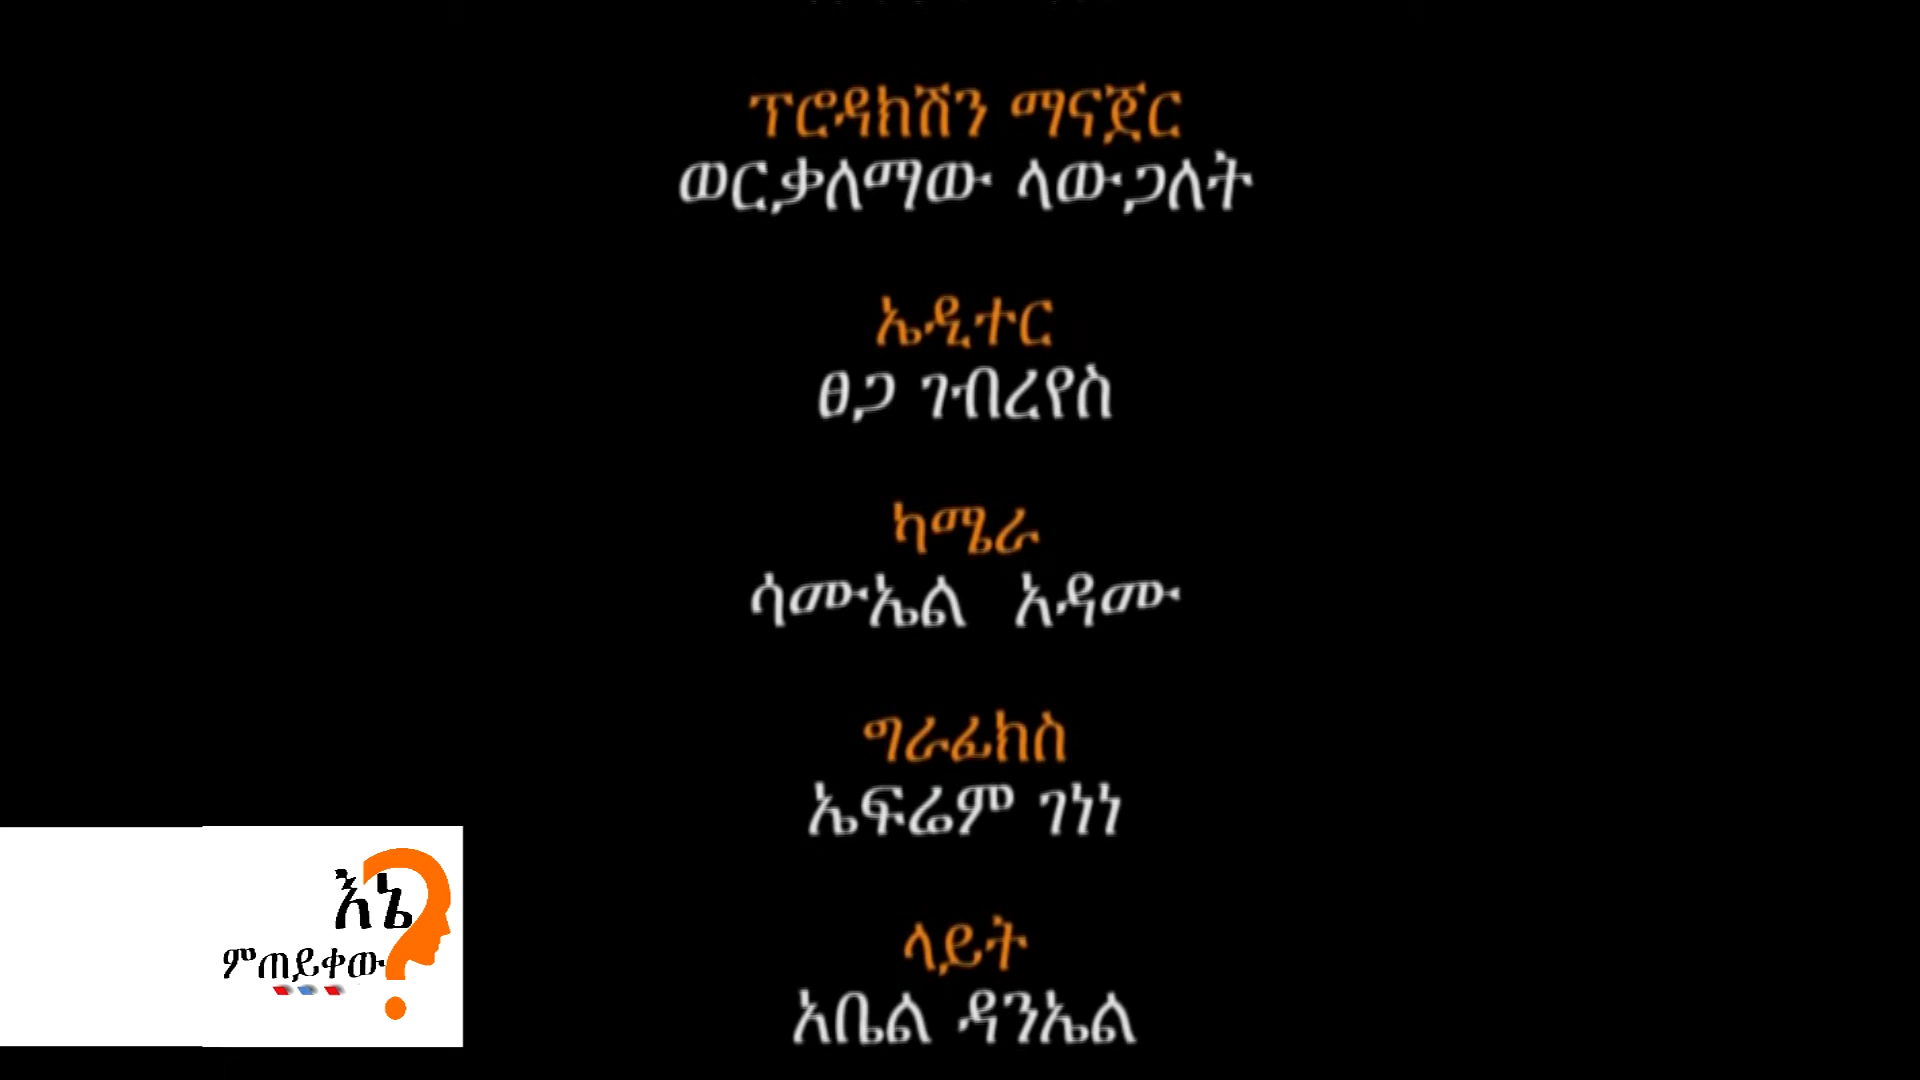 ፕሮዳክሽን ማናጀር
ወርቃለማው ላውጋለት
ኤዲተር
ፀጋ ገብረየስ
ካሜራ
ሳሙኤል አዳሙ
ግራፊክስ
ኤፍሬም ገነነ
ላይት
አቤል ዳንኤል
እኔ
ምጠይቀው